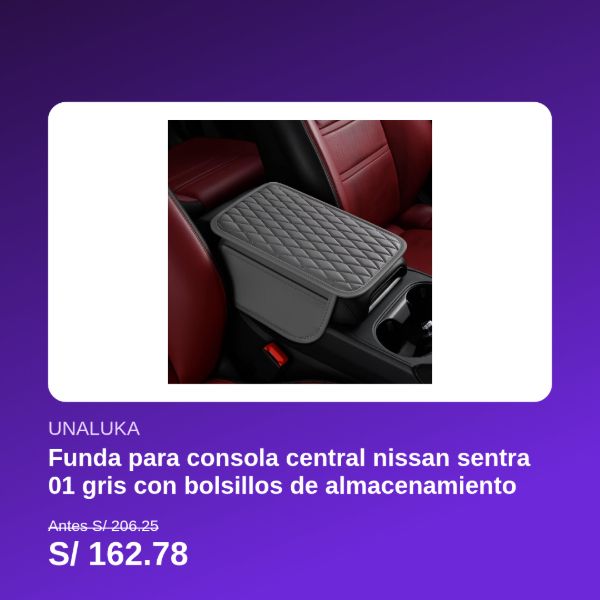 UNALUKA
Funda para consola central nissan sentra
01 gris con bolsillos de almacenamiento
Antes S/ 206.25
S/ 162.78